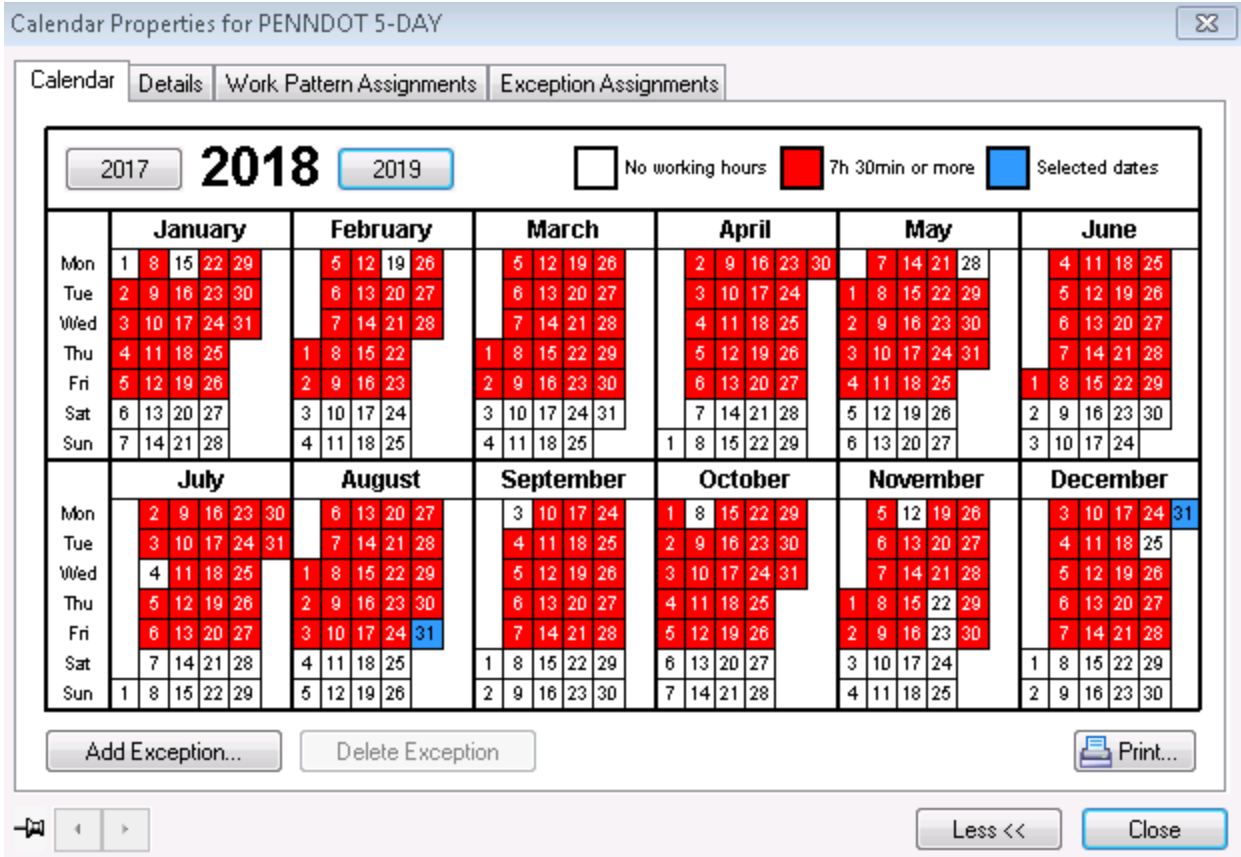 Calendar Properties for PENNDOT 5-DAY
Calendar Details Work Pattern Assignments Exception Assignments
2017 2018 2019 No working hours 7h 30min or more Selected dates
January February March April May June
Mon 1 8 15 22 29 5 12 19 26 5 12 19 26 2 9 16 23 30 7 14 21 28 4 11 18 25
Tue 2 9 16 23 30 6 13 20 27 6 13 20 27 3 10 17 24 1 8 15 22 29 5 12 19 26
Wed 3 10 17 24 31 7 14 21 28 7 14 21 28 4 11 18 25 2 9 16 23 30 6 13 20 27
Thu 4 11 18 25 1 8 15 22 1 8 15 22 29 5 12 19 26 3 10 17 24 31 7 14 21 28
Fri 5 12 19 26 2 9 16 23 2 9 16 23 30 6 13 20 27 4 11 18 25 1 8 15 22 29
Sat 6 13 20 27 3 10 17 24 3 10 17 24 31 7 14 21 28 5 12 19 26 2 9 16 23 30
Sun 7 14 21 28 4 11 18 25 4 11 18 25 1 8 15 22 29 6 13 20 27 3 10 17 24
July August September October November December
Mon 2 9 16 23 30 6 13 20 27 3 10 17 24 1 8 15 22 29 5 12 19 26 3 10 17 24 31
Tue 3 10 17 24 31 7 14 21 28 4 11 18 25 2 9 16 23 30 6 13 20 27 4 11 18 25
Wed 4 11 18 25 1 8 15 22 29 5 12 19 26 3 10 17 24 31 7 14 21 28 5 12 19 26
Thu 5 12 19 26 2 9 16 23 30 6 13 20 27 4 11 18 25 1 8 15 22 29 6 13 20 27
Fri 6 13 20 27 3 10 17 24 31 7 14 21 28 5 12 19 26 2 9 16 23 30 7 14 21 28
Sat 7 14 21 28 4 11 18 25 1 8 15 22 29 6 13 20 27 3 10 17 24 1 8 15 22 29
Sun 1 8 15 22 29 5 12 19 26 2 9 16 23 30 7 14 21 28 4 11 18 25 2 9 16 23 30
Add Exception... Delete Exception Print...
Less << Close